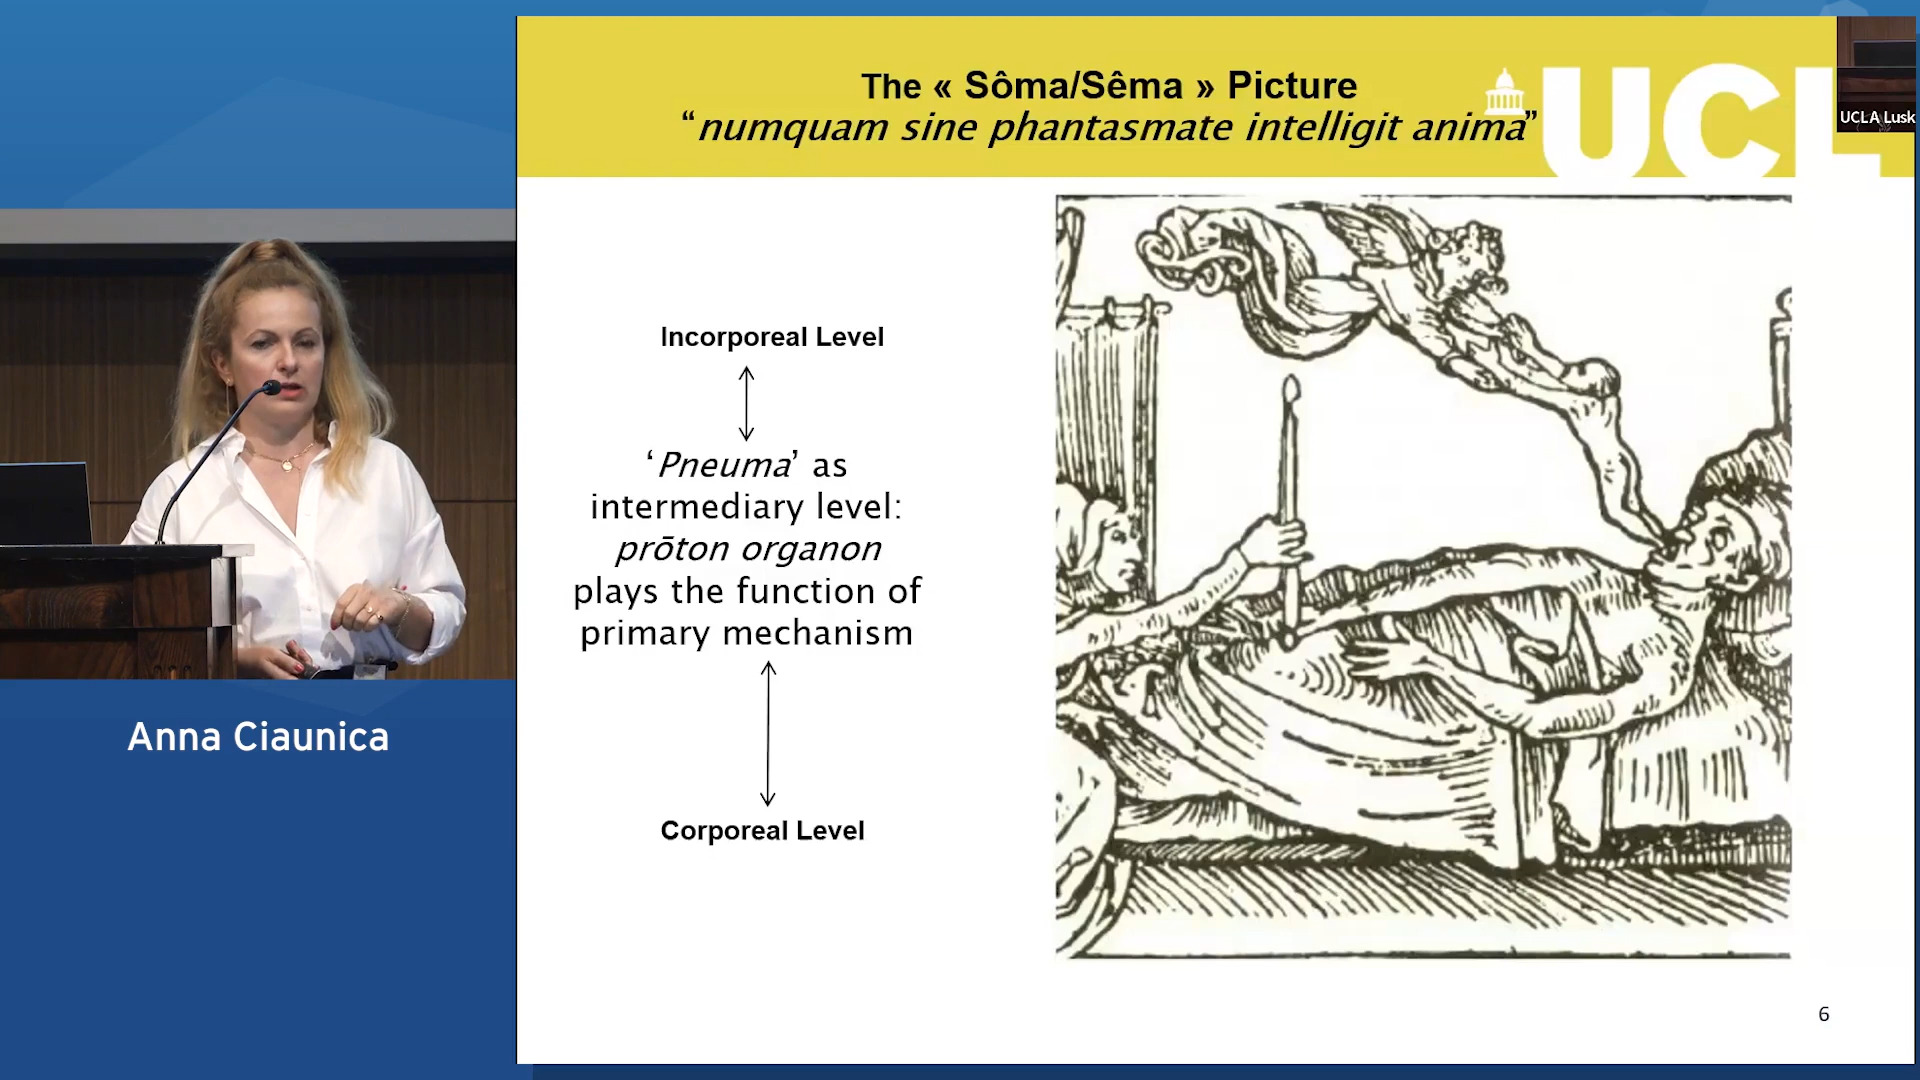 The « Sôma/Sêma » Picture
“numquam sine phantasmate intelligit anima”
UCL
UCLA Lusk
Incorporeal Level
‘Pneuma’ as
intermediary level:
prōton organon
plays the function of
primary mechanism
Corporeal Level
Anna Ciaunica
6